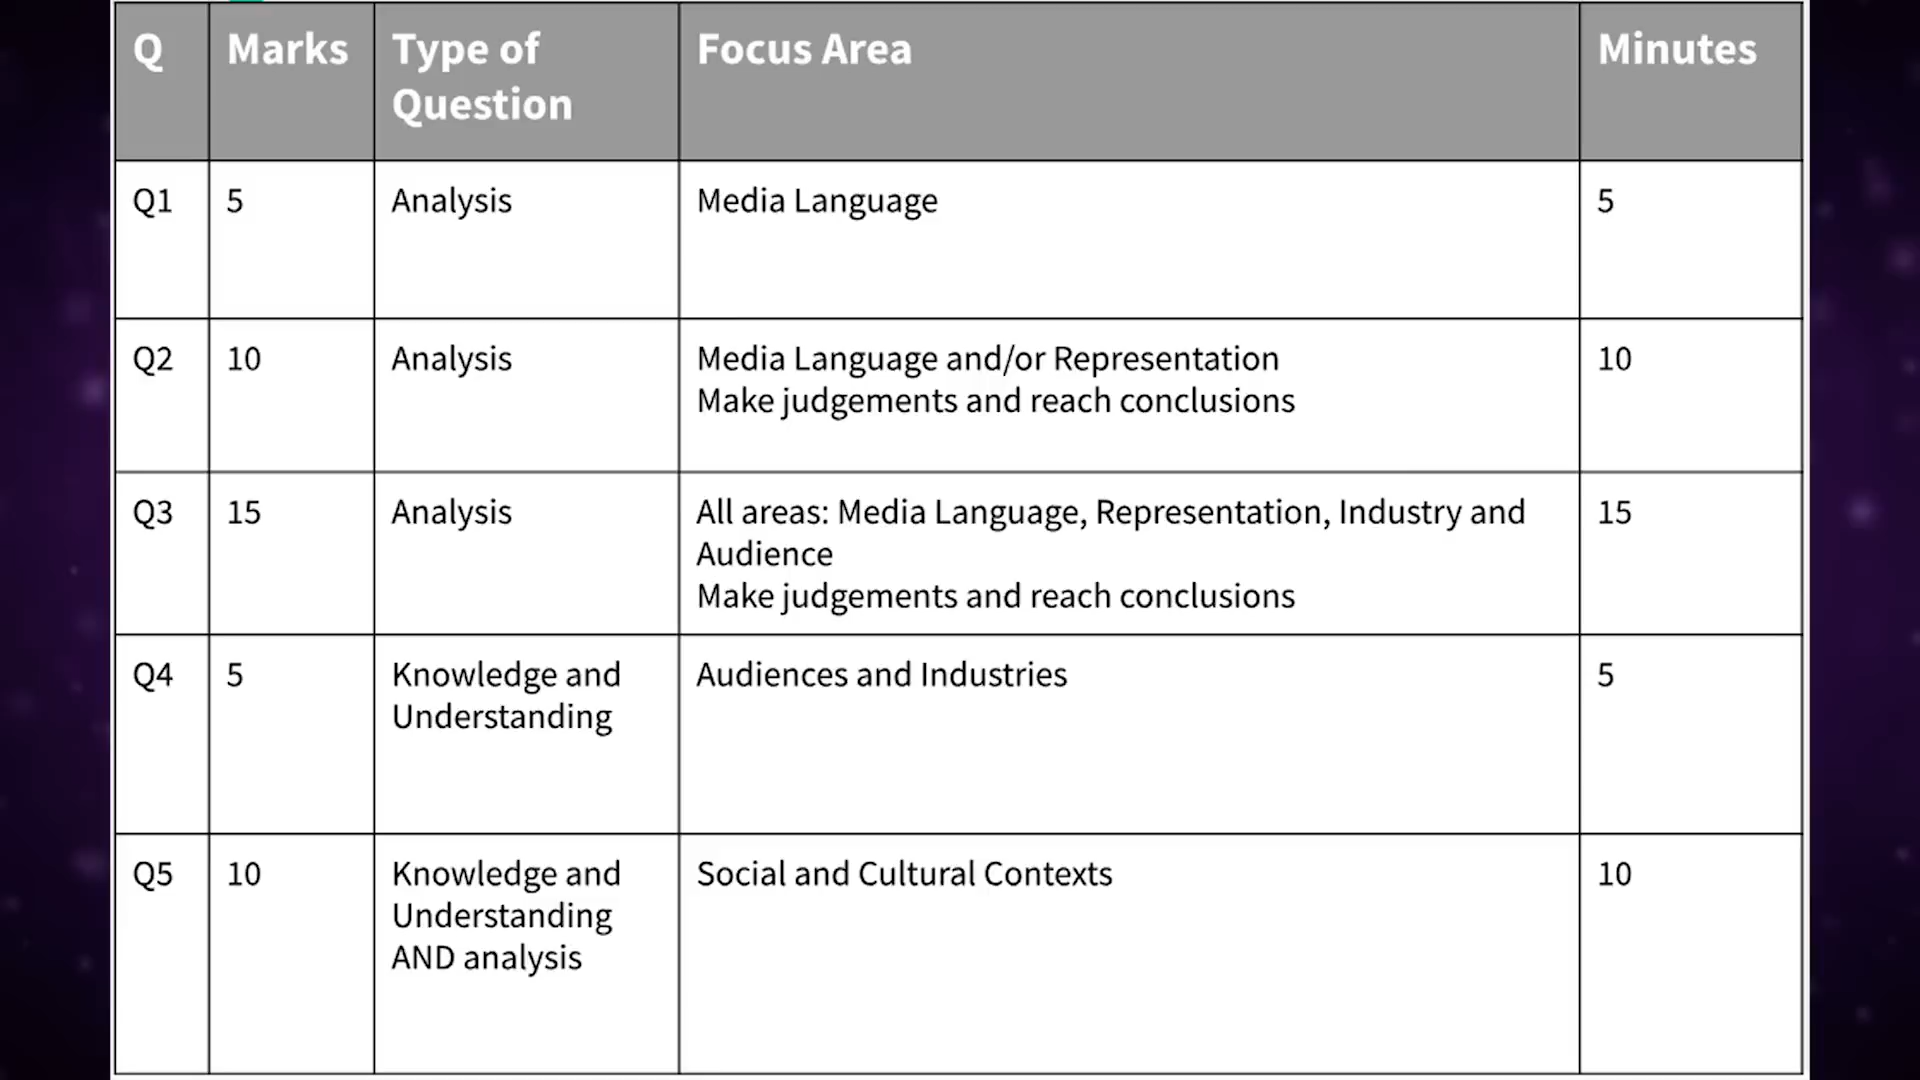 Q Marks Type of Question Focus Area Minutes
Q1 5 Analysis Media Language 5
Q2 10 Analysis Media Language and/or Representation 10
Make judgements and reach conclusions
Q3 15 Analysis All areas: Media Language, Representation, Industry and 15
Audience
Make judgements and reach conclusions
Q4 5 Knowledge and Audiences and Industries 5
Understanding
Q5 10 Knowledge and Social and Cultural Contexts 10
Understanding
AND analysis